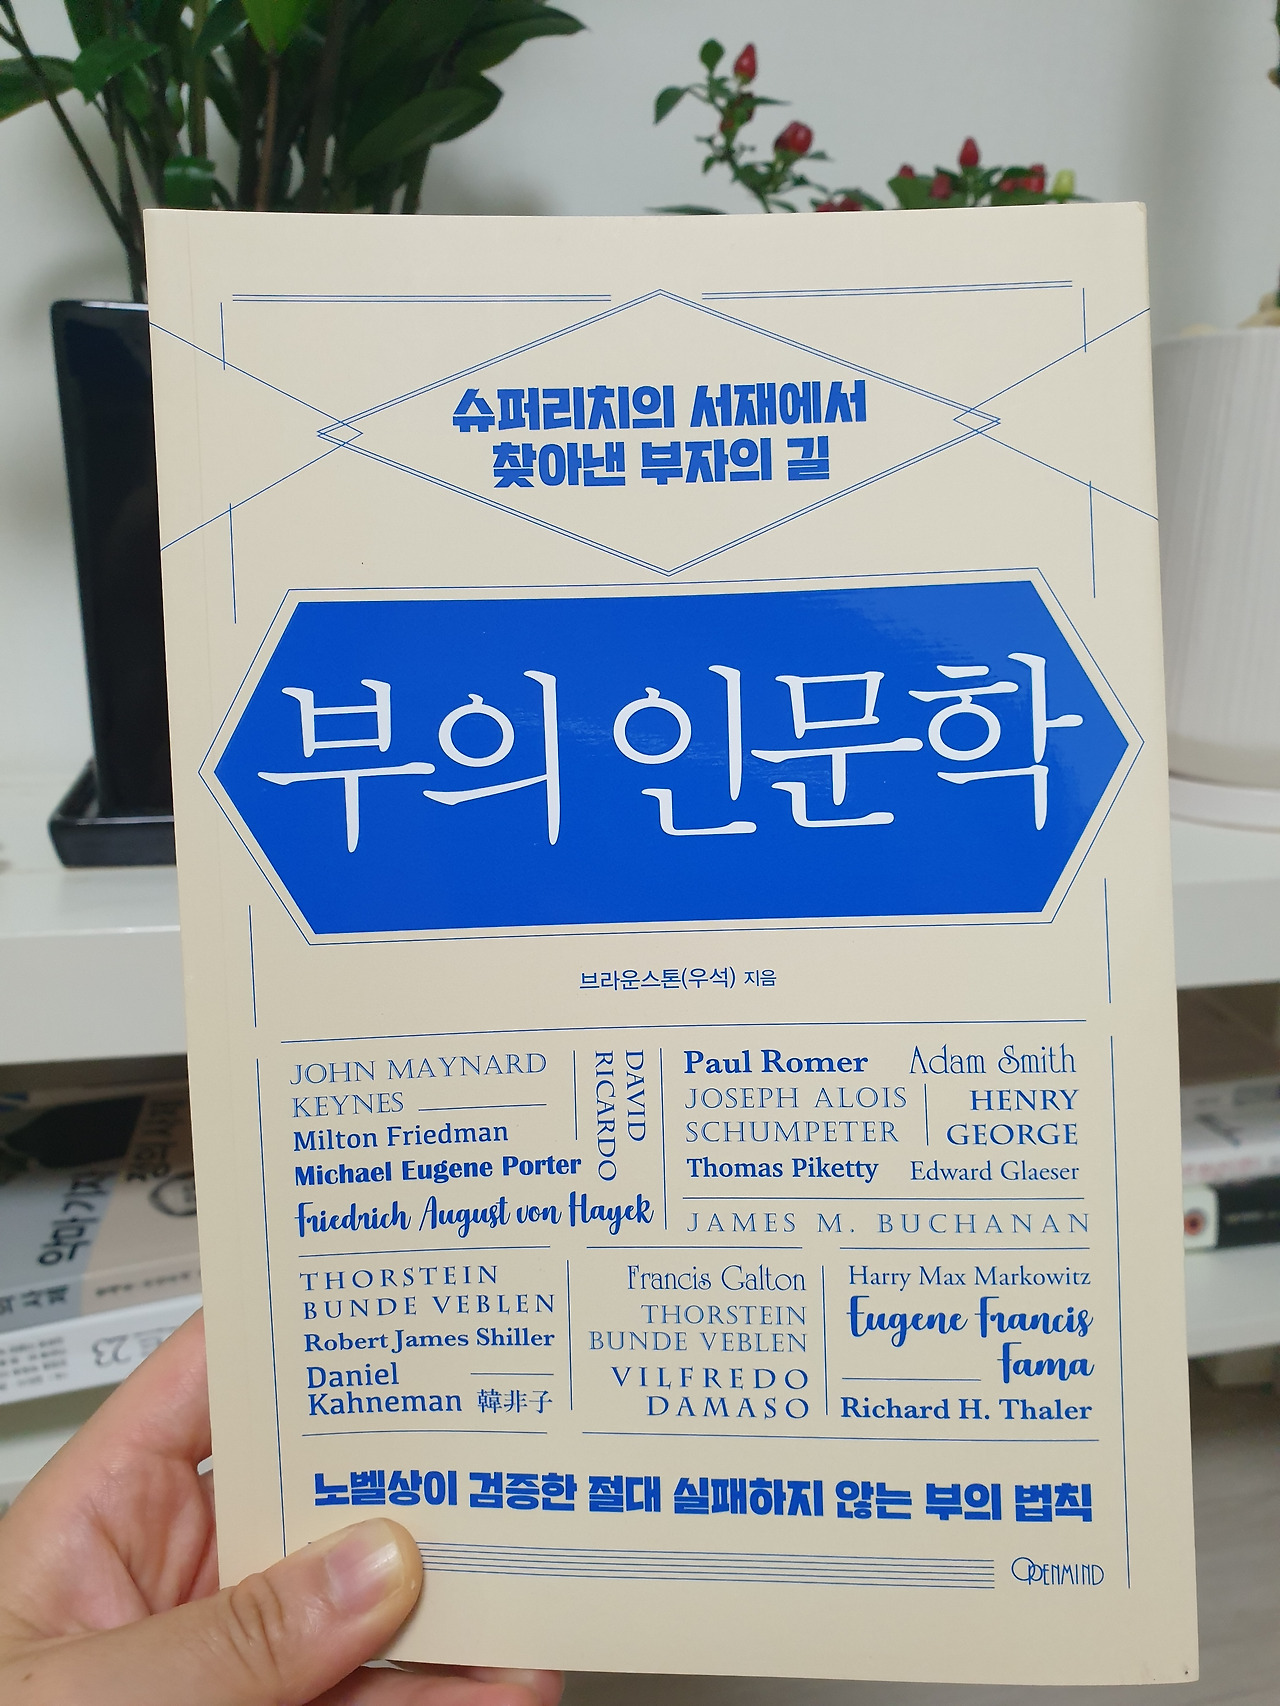 슈퍼리치의 서재에서
찾아낸 부자의 길
부의 인문학
브라운스톤(우석) 지음
JOHN MAYNARD
KEYNES
Milton Friedman
Michael Eugene Porter
Friedrich August von Hayek
DAVID
RICARDO
Paul Romer
Adam Smith
JOSEPH ALOIS
SCHUMPETER
HENRY
GEORGE
Thomas Piketty
Edward Glaeser
JAMES M. BUCHANAN
THORSTEIN
BUNDE VEBLEN
Robert James Shiller
Daniel
Kahneman
韓非子
Francis Galton
THORSTEIN
BUNDE VEBLEN
VILFREDO
DAMASO
Harry Max Markowitz
Eugene Francis
Fama
Richard H. Thaler
노벨상이 검증한 절대 실패하지 않는 부의 법칙
OPENMIND
23